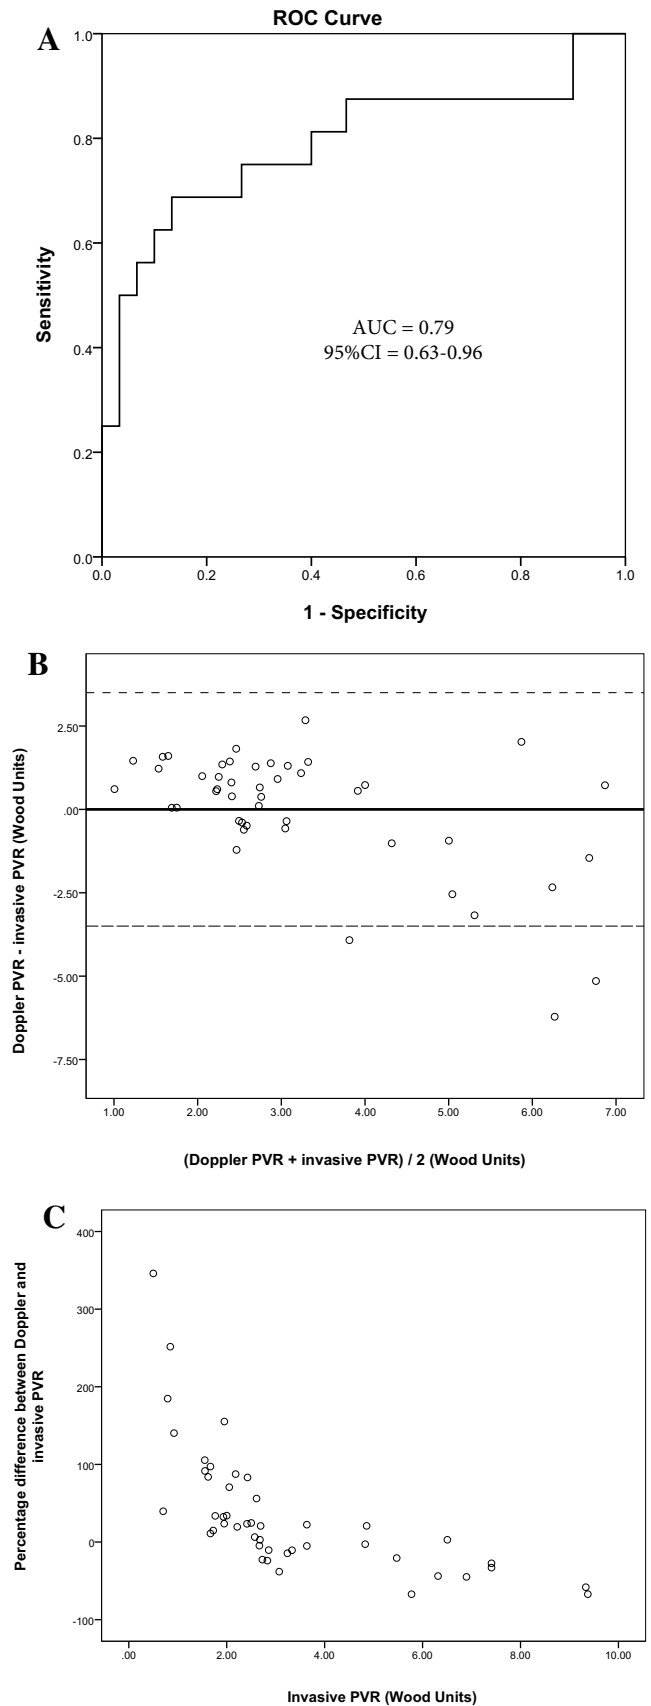 A
ROC Curve
1.0
0.8
0.6
0.4
0.2
0.0
Sensitivity
AUC = 0.79
95%CI = 0.63-0.96
0.0 0.2 0.4 0.6 0.8 1.0
1 - Specificity
B
2.50
.00
-2.50
-5.00
-7.50
Doppler PVR - invasive PVR (Wood Units)
1.00 2.00 3.00 4.00 5.00 6.00 7.00
(Doppler PVR + invasive PVR) / 2 (Wood Units)
C
400
300
200
100
0
-100
Percentage difference between Doppler and
invasive PVR
.00 2.00 4.00 6.00 8.00 10.00
Invasive PVR (Wood Units)